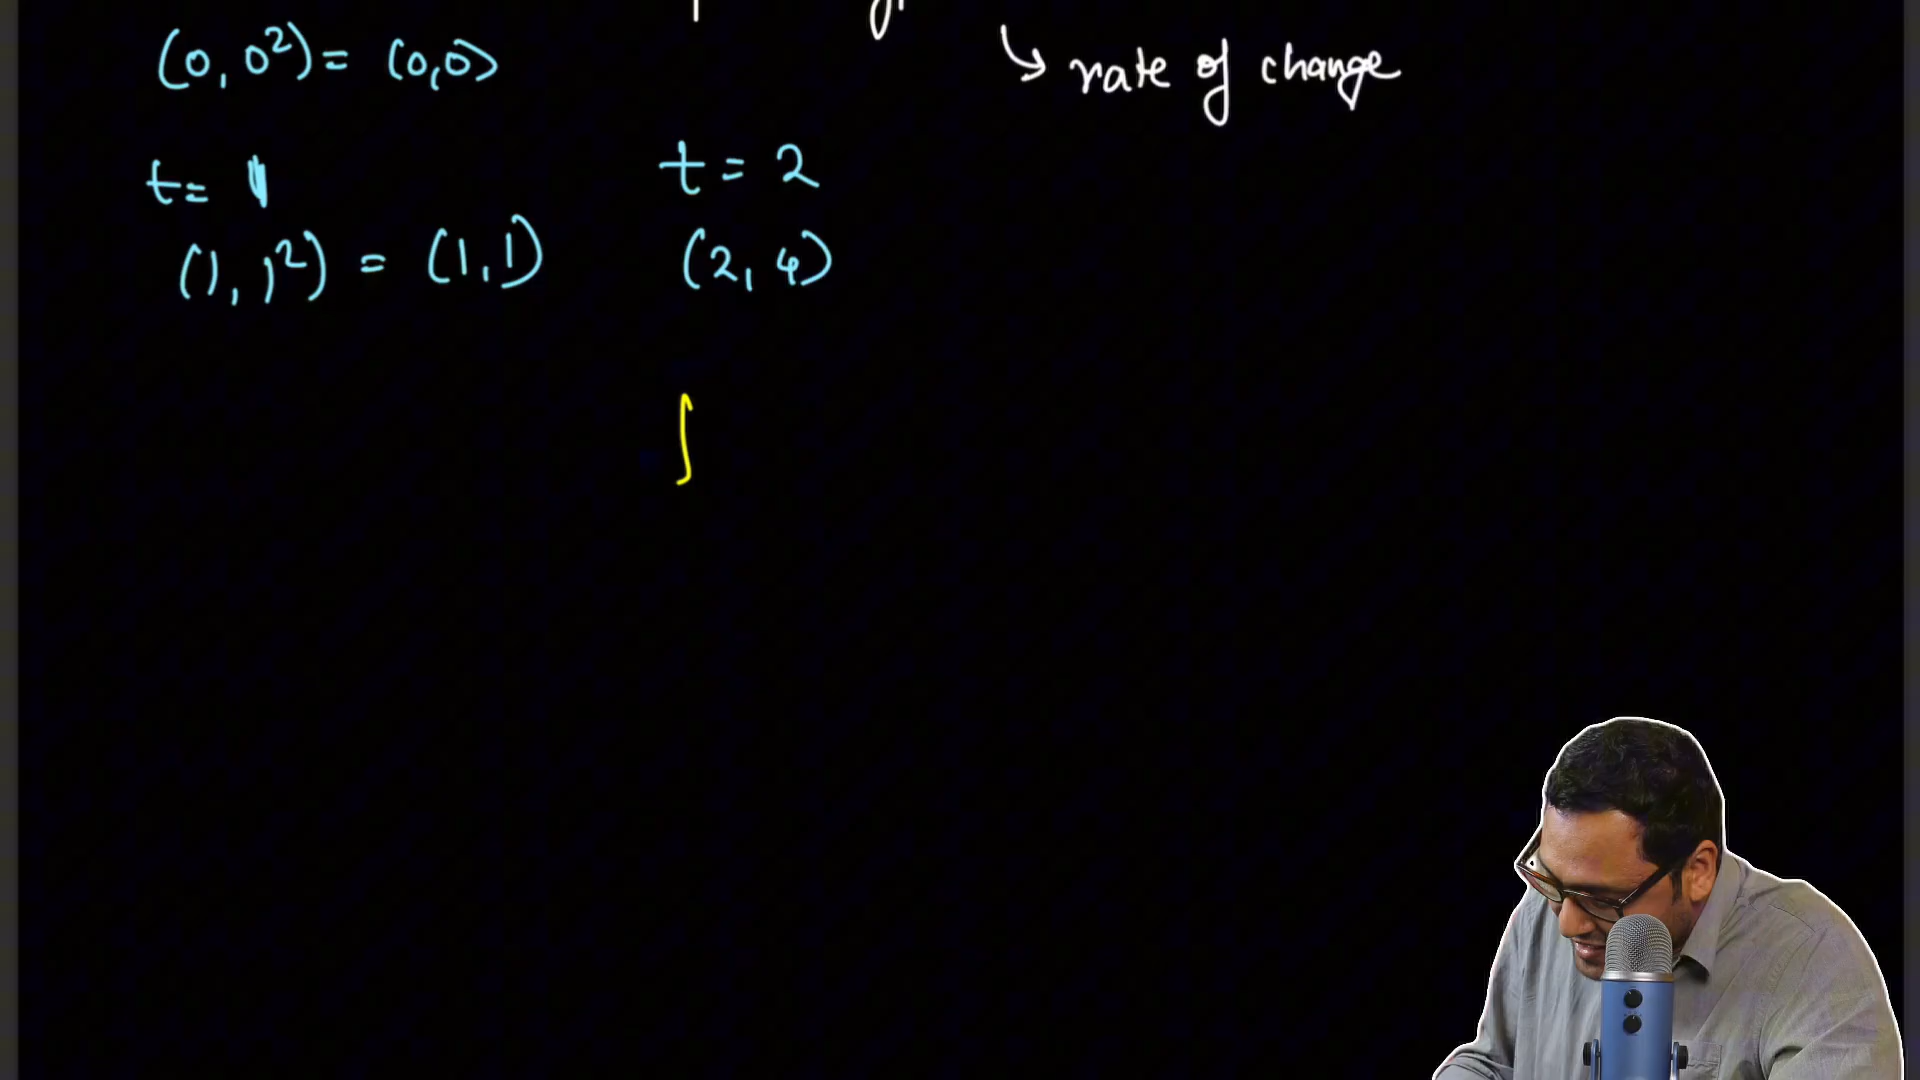 (0, 0²) = (0,0)
↳ rate of change
t = 1
t = 2
(1, 1²) = (1,1)
(2, 4)
∫